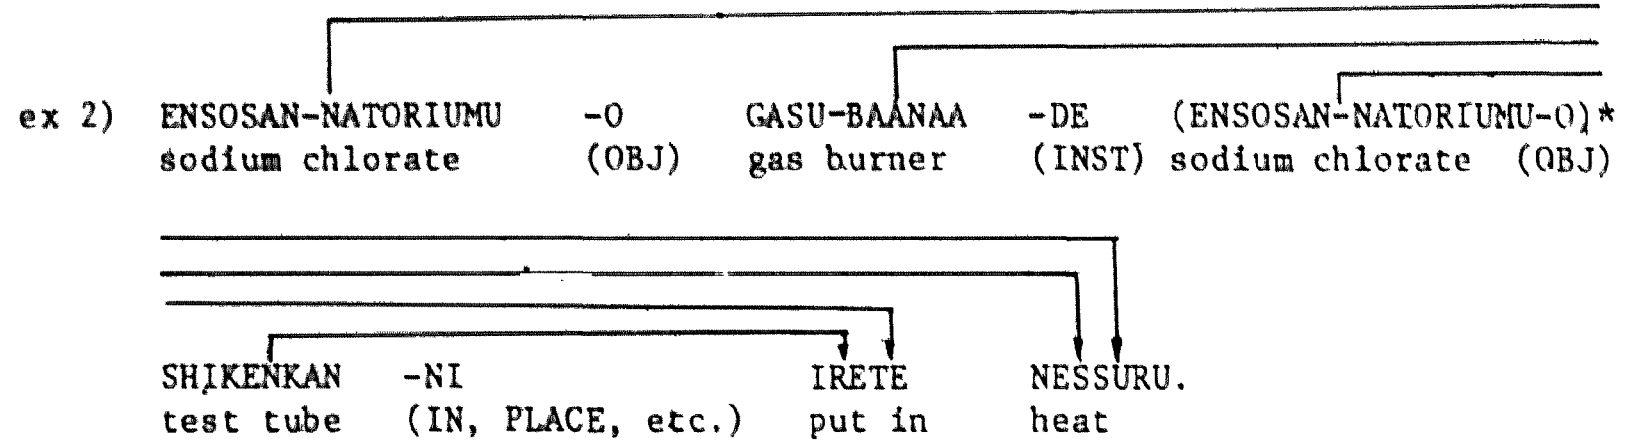 ex 2) ENSOSAN-NATORIUMU -O GASU-BAANAA -DE (ENSOSAN-NATORIUMU-O)*
sodium chlorate (OBJ) gas burner (INST) sodium chlorate (OBJ)
SHIKENKAN -NI IRETE NESSURU.
test tube (IN, PLACE, etc.) put in heat